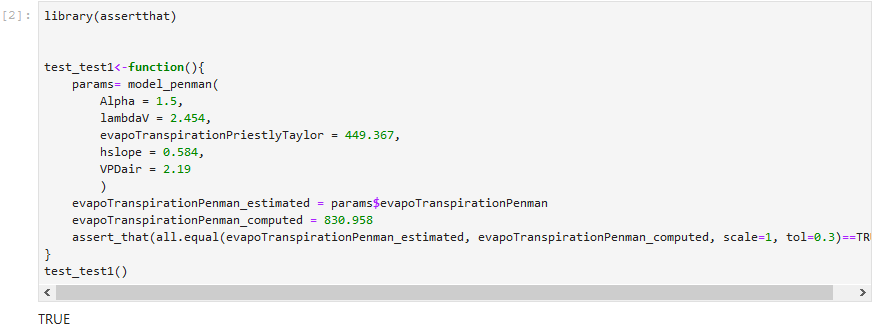 [2]:
library(assertthat)
test_test1<-function(){
params= model_penman(
Alpha = 1.5,
lambdaV = 2.454,
evapoTranspirationPriestlyTaylor = 449.367,
hslope = 0.584,
VPDair = 2.19
)
evapoTranspirationPenman_estimated = params$evapoTranspirationPenman
evapoTranspirationPenman_computed = 830.958
assert_that(all.equal(evapoTranspirationPenman_estimated, evapoTranspirationPenman_computed, scale=1, tol=0.3)==TRU
}
test_test1()
TRUE